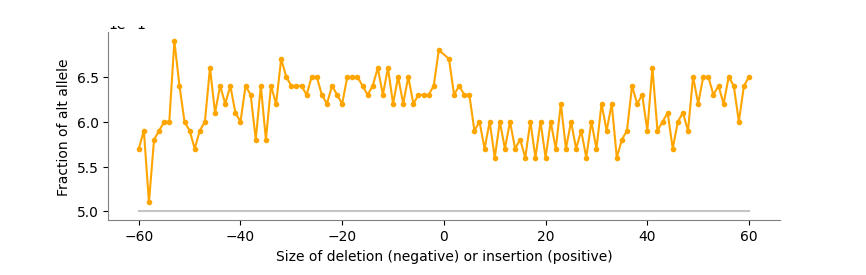 6.5
6.0
5.5
5.0
Fraction of alt allele
−60 −40 −20 0 20 40 60
Size of deletion (negative) or insertion (positive)